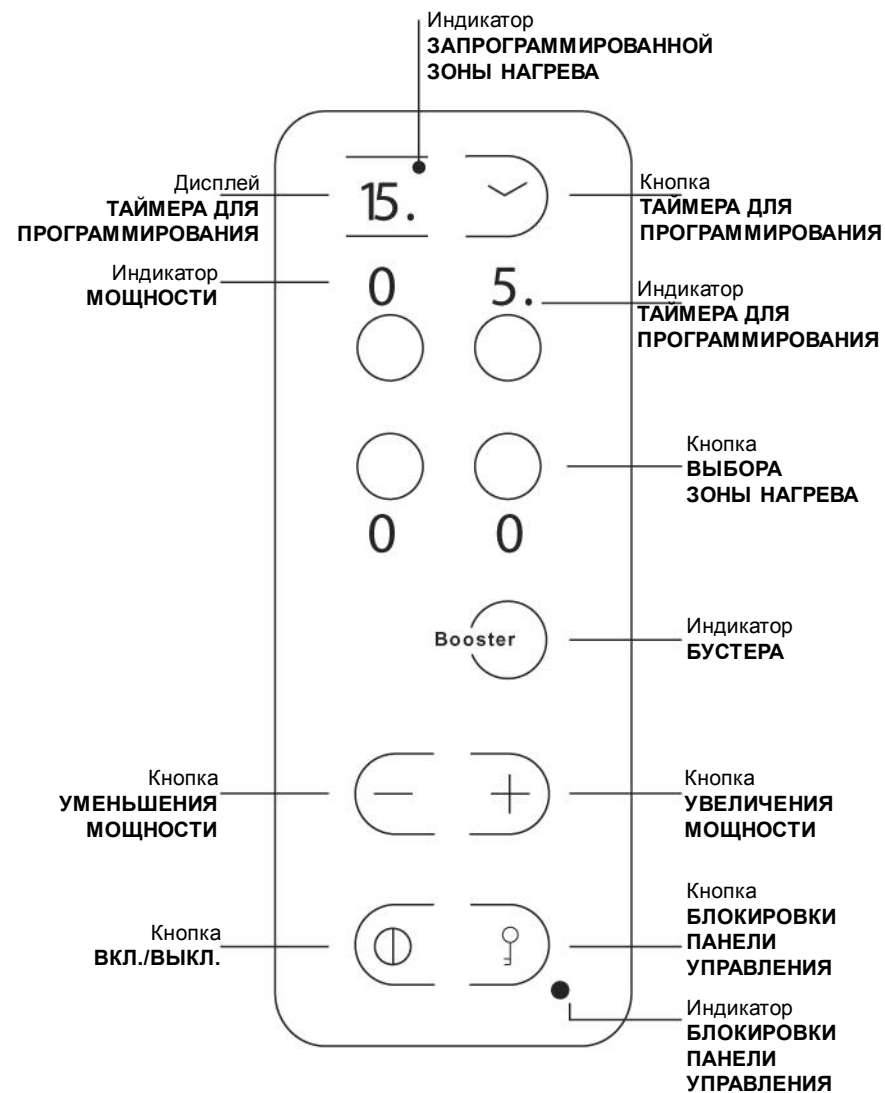 Индикатор
ЗАПРОГРАММИРОВАННОЙ
ЗОНЫ НАГРЕВА
Дисплей
ТАЙМЕРА ДЛЯ
ПРОГРАММИРОВАНИЯ
15.
Кнопка
ТАЙМЕРА ДЛЯ
ПРОГРАММИРОВАНИЯ
Индикатор
МОЩНОСТИ
0 5.
Индикатор
ТАЙМЕРА ДЛЯ
ПРОГРАММИРОВАНИЯ
Кнопка
ВЫБОРА
ЗОНЫ НАГРЕВА
0 0
Booster
Индикатор
БУСТЕРА
Кнопка
УМЕНЬШЕНИЯ
МОЩНОСТИ
− +
Кнопка
УВЕЛИЧЕНИЯ
МОЩНОСТИ
Кнопка
ВКЛ./ВЫКЛ.
Кнопка
БЛОКИРОВКИ
ПАНЕЛИ
УПРАВЛЕНИЯ
Индикатор
БЛОКИРОВКИ
ПАНЕЛИ
УПРАВЛЕНИЯ